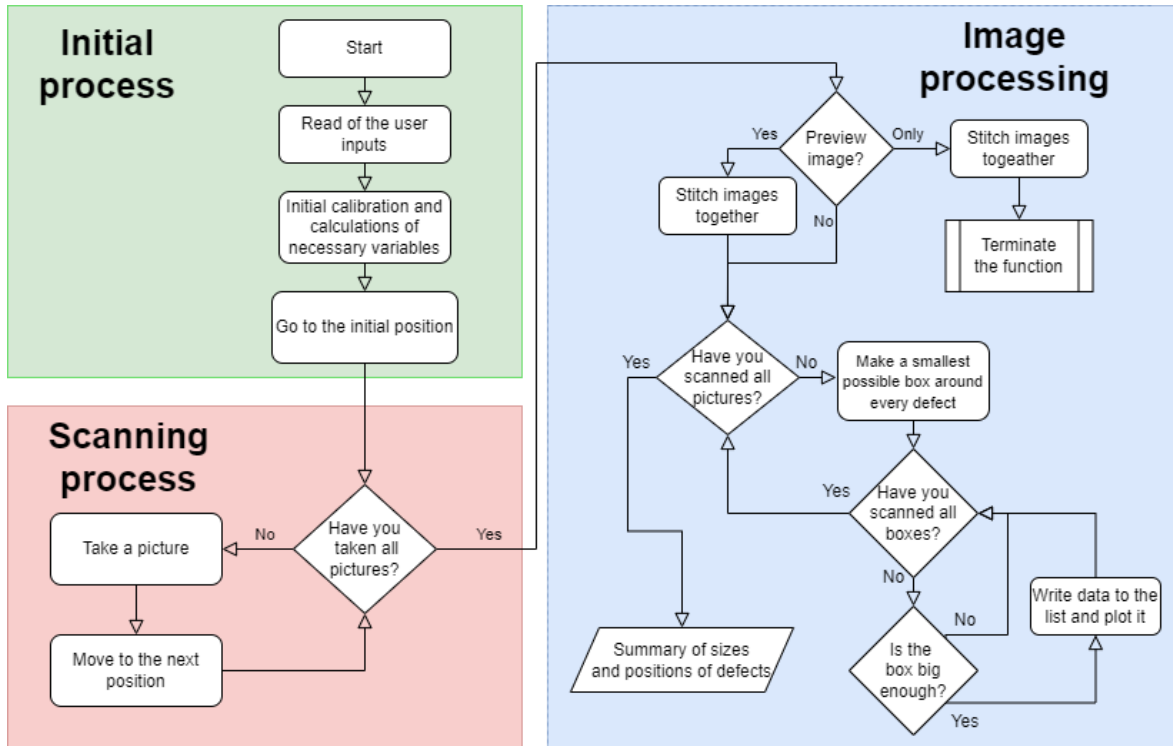 Initial
process
Start
Read of the user
inputs
Initial calibration and
calculations of
necessary variables
Go to the initial position
Scanning
process
Have you
taken all
pictures?
No
Yes
Take a picture
Move to the next
position
Image
processing
Preview
image?
Yes
Only
No
Stitch images
together
Stitch images
togeather
Terminate
the function
Have you
scanned all
pictures?
Yes
No
Make a smallest
possible box around
every defect
Have you
scanned all
boxes?
Yes
No
Is the
box big
enough?
No
Yes
Write data to the
list and plot it
Summary of sizes
and positions of defects